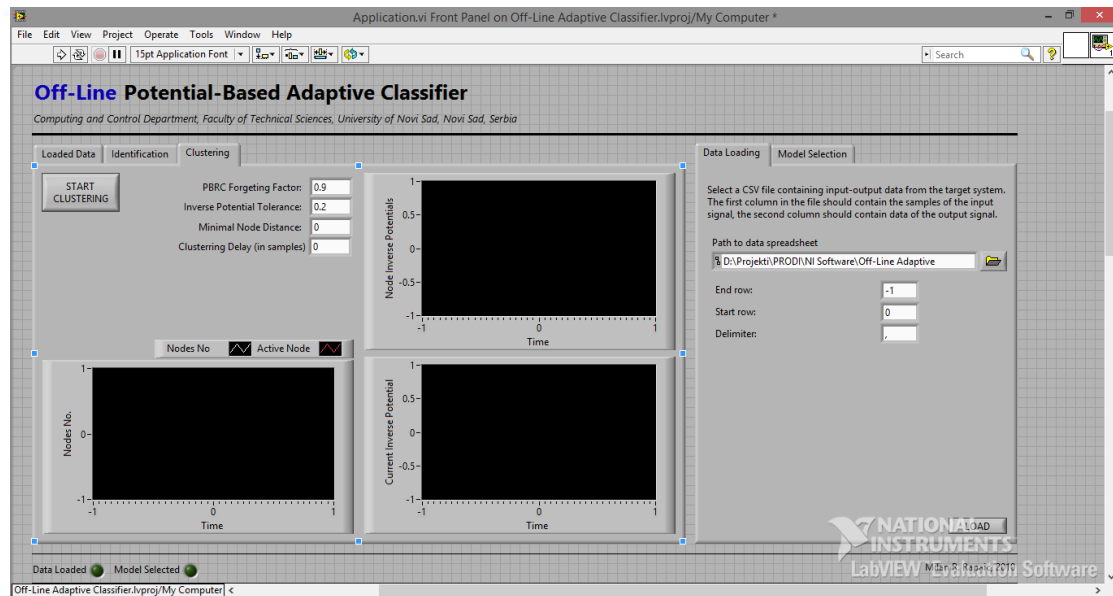 Application.vi Front Panel on Off-Line Adaptive Classifier.lvproj/My Computer *
File Edit View Project Operate Tools Window Help
15pt Application Font
Search
Off-Line Potential-Based Adaptive Classifier
Computing and Control Department, Faculty of Technical Sciences, University of Novi Sad, Novi Sad, Serbia
Loaded Data Identification Clustering
START
CLUSTERING
PBRC Forgeting Factor: 0.9
Inverse Potential Tolerance: 0.2
Minimal Node Distance: 0
Clusterring Delay (in samples) 0
Nodes No Active Node
Nodes No.
1
0
-1
-1 0 1
Time
Node Inverse Potentials
1
0.5
0
-0.5
-1
-1 0 1
Time
Current Inverse Potential
1
0.5
0
-0.5
-1
-1 0 1
Time
Data Loading Model Selection
Select a CSV file containing input-output data from the target system.
The first column in the file should contain the samples of the input
signal, the second column should contain data of the output signal.
Path to data spreadsheet
D:\Projekti\PRODI\NI Software\Off-Line Adaptive
End row: -1
Start row: 0
Delimiter: ,
NATIONAL
INSTRUMENTS
LabVIEW Evaluation Software
Data Loaded Model Selected
Off-Line Adaptive Classifier.lvproj/My Computer